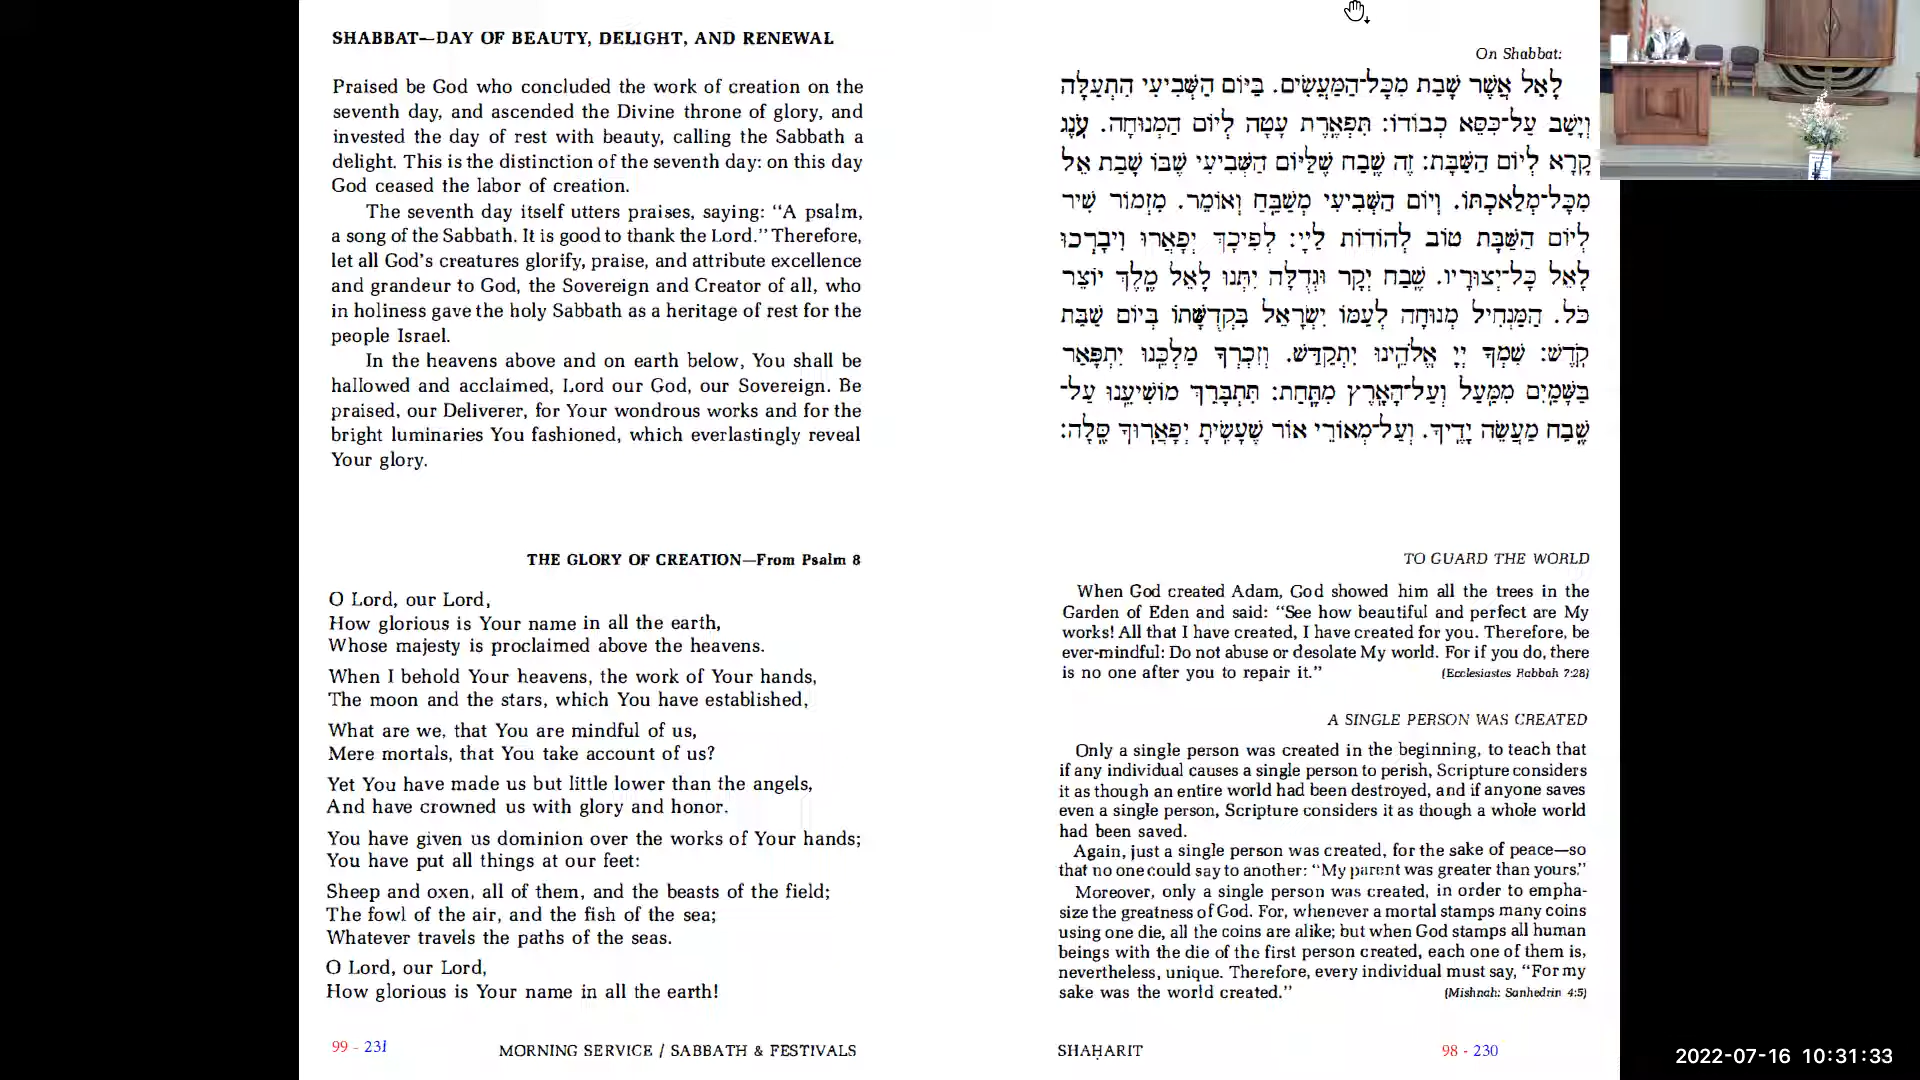 SHABBAT—DAY OF BEAUTY, DELIGHT, AND RENEWAL
Praised be God who concluded the work of creation on the
seventh day, and ascended the Divine throne of glory, and
invested the day of rest with beauty, calling the Sabbath a
delight. This is the distinction of the seventh day: on this day
God ceased the labor of creation.
The seventh day itself utters praises, saying: “A psalm,
a song of the Sabbath. It is good to thank the Lord.” Therefore,
let all God's creatures glorify, praise, and attribute excellence
and grandeur to God, the Sovereign and Creator of all, who
in holiness gave the holy Sabbath as a heritage of rest for the
people Israel.
In the heavens above and on earth below, You shall be
hallowed and acclaimed, Lord our God, our Sovereign. Be
praised, our Deliverer, for Your wondrous works and for the
bright luminaries You fashioned, which everlastingly reveal
Your glory.
THE GLORY OF CREATION—From Psalm 8
O Lord, our Lord,
How glorious is Your name in all the earth,
Whose majesty is proclaimed above the heavens.
When I behold Your heavens, the work of Your hands,
The moon and the stars, which You have established,
What are we, that You are mindful of us,
Mere mortals, that You take account of us?
Yet You have made us but little lower than the angels,
And have crowned us with glory and honor.
You have given us dominion over the works of Your hands;
You have put all things at our feet:
Sheep and oxen, all of them, and the beasts of the field;
The fowl of the air, and the fish of the sea;
Whatever travels the paths of the seas.
O Lord, our Lord,
How glorious is Your name in all the earth!
99 - 231
MORNING SERVICE / SABBATH & FESTIVALS
On Shabbat:
לָאֵל אֲשֶׁר שָׁבַת מִכָּל־הַמַּעֲשִׂים. בַּיּוֹם הַשְּׁבִיעִי הִתְעַלָּה
וְיָשַׁב עַל־כִּסֵּא כְבוֹדוֹ: תִּפְאֶרֶת עָטָה לְיוֹם הַמְּנוּחָה. עֹנֶג
קָרָא לְיוֹם הַשַּׁבָּת: זֶה שֶׁבַח שֶׁלַּיּוֹם הַשְּׁבִיעִי שֶׁבּוֹ שָׁבַת אֵל
מִכָּל־מְלַאכְתּוֹ. וְיוֹם הַשְּׁבִיעִי מְשַׁבֵּחַ וְאוֹמֵר. מִזְמוֹר שִׁיר
לְיוֹם הַשַּׁבָּת טוֹב לְהוֹדוֹת לַיְיָ: לְפִיכָךְ יְפָאֲרוּ וִיבָרְכוּ
לָאֵל כָּל־יְצוּרָיו. שֶׁבַח יְקָר וּגְדֻלָּה יִתְּנוּ לָאֵל מֶלֶךְ יוֹצֵר
כֹּל. הַמַּנְחִיל מְנוּחָה לְעַמּוֹ יִשְׂרָאֵל בִּקְדֻשָּׁתוֹ בְּיוֹם שַׁבַּת
קֹדֶשׁ: שִׁמְךָ יְיָ אֱלֹהֵינוּ יִתְקַדַּשׁ. וְזִכְרְךָ מַלְכֵּנוּ יִתְפָּאַר
בַּשָּׁמַיִם מִמַּעַל וְעַל־הָאָרֶץ מִתָּחַת: תִּתְבָּרֵךְ מוֹשִׁיעֵנוּ עַל־
שֶׁבַח מַעֲשֵׂה יָדֶיךָ. וְעַל־מְאוֹרֵי אוֹר שֶׁעָשִׂיתָ יְפָאֲרוּךָ סֶּלָה:
TO GUARD THE WORLD
When God created Adam, God showed him all the trees in the
Garden of Eden and said: “See how beautiful and perfect are My
works! All that I have created, I have created for you. Therefore, be
ever-mindful: Do not abuse or desolate My world. For if you do, there
is no one after you to repair it.” (Ecclesiastes Rabbah 7:28)
A SINGLE PERSON WAS CREATED
Only a single person was created in the beginning, to teach that
if any individual causes a single person to perish, Scripture considers
it as though an entire world had been destroyed, and if anyone saves
even a single person, Scripture considers it as though a whole world
had been saved.
Again, just a single person was created, for the sake of peace—so
that no one could say to another: “My parent was greater than yours.”
Moreover, only a single person was created, in order to empha-
size the greatness of God. For, whenever a mortal stamps many coins
using one die, all the coins are alike; but when God stamps all human
beings with the die of the first person created, each one of them is,
nevertheless, unique. Therefore, every individual must say, “For my
sake was the world created.” (Mishnah: Sanhedrin 4:5)
SHAḤARIT
98 - 230
2022-07-16 10:31:33